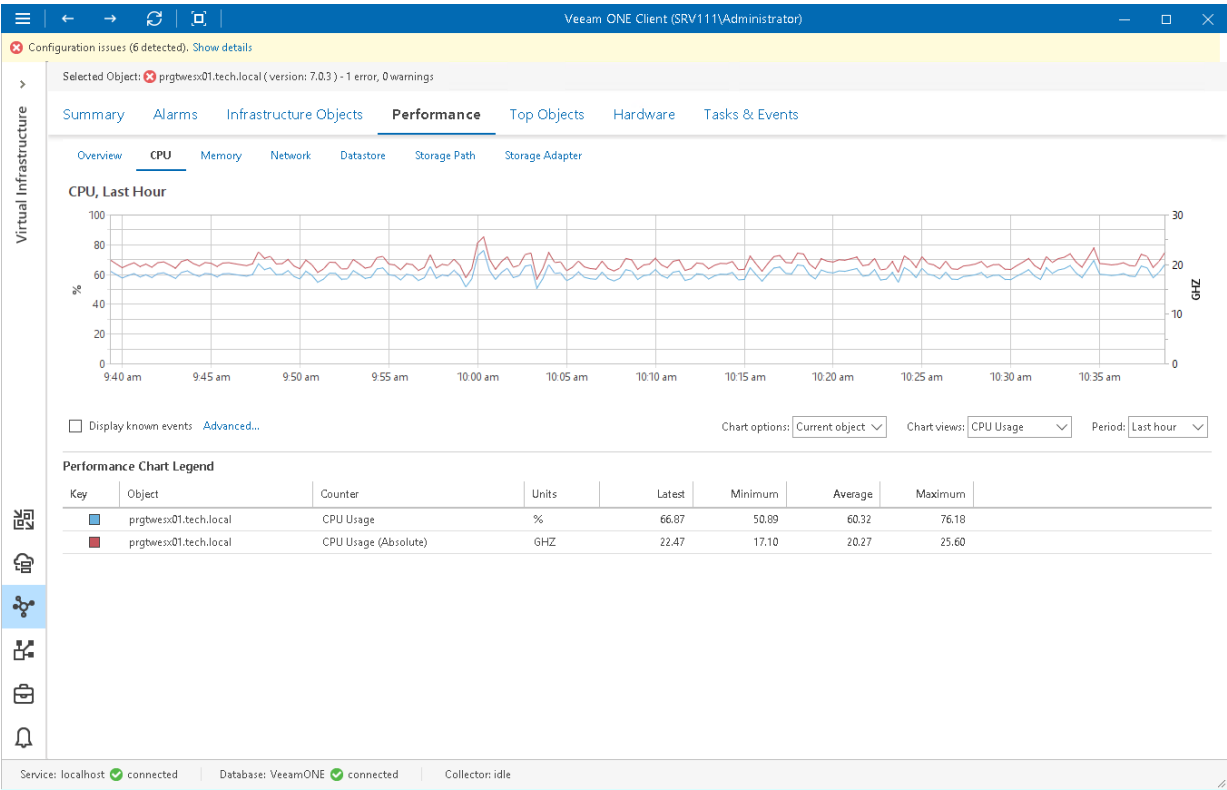 Veeam ONE Client (SRV111\Administrator)
Configuration issues (6 detected). Show details
Selected Object: prgtwesx01.tech.local ( version: 7.0.3 ) - 1 error, 0 warnings
Virtual Infrastructure
Summary Alarms Infrastructure Objects Performance Top Objects Hardware Tasks & Events
Overview CPU Memory Network Datastore Storage Path Storage Adapter
CPU, Last Hour
100 30
80
60 20
%
GHZ
40
10
20
0 0
9:40 am 9:45 am 9:50 am 9:55 am 10:00 am 10:05 am 10:10 am 10:15 am 10:20 am 10:25 am 10:30 am 10:35 am
Display known events Advanced... Chart options: Current object Chart views: CPU Usage Period: Last hour
Performance Chart Legend
Key Object Counter Units Latest Minimum Average Maximum
prgtwesx01.tech.local CPU Usage % 66.87 50.89 60.32 76.18
prgtwesx01.tech.local CPU Usage (Absolute) GHZ 22.47 17.10 20.27 25.60
Service: localhost connected Database: VeeamONE connected Collector: idle